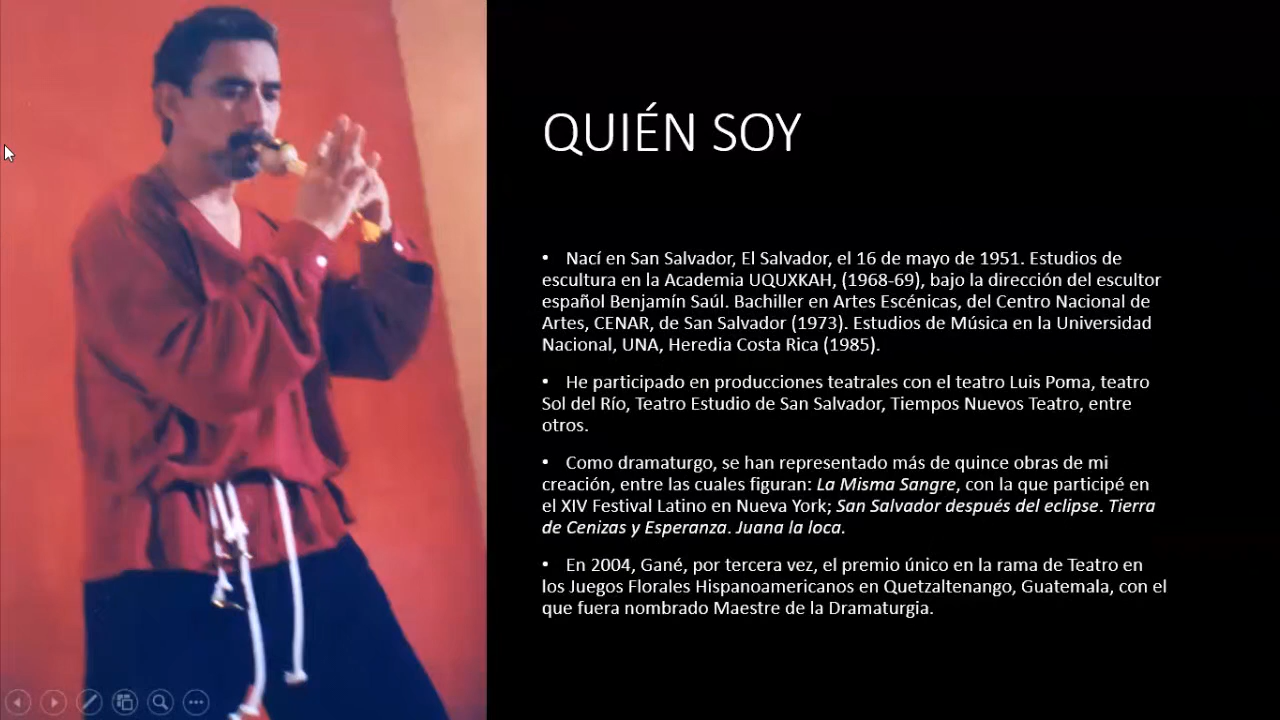 QUIÉN SOY
• Nací en San Salvador, El Salvador, el 16 de mayo de 1951. Estudios de
escultura en la Academia UQUXKAH, (1968-69), bajo la dirección del escultor
español Benjamín Saúl. Bachiller en Artes Escénicas, del Centro Nacional de
Artes, CENAR, de San Salvador (1973). Estudios de Música en la Universidad
Nacional, UNA, Heredia Costa Rica (1985).
• He participado en producciones teatrales con el teatro Luis Poma, teatro
Sol del Río, Teatro Estudio de San Salvador, Tiempos Nuevos Teatro, entre
otros.
• Como dramaturgo, se han representado más de quince obras de mi
creación, entre las cuales figuran: La Misma Sangre, con la que participé en
el XIV Festival Latino en Nueva York; San Salvador después del eclipse. Tierra
de Cenizas y Esperanza. Juana la loca.
• En 2004, Gané, por tercera vez, el premio único en la rama de Teatro en
los Juegos Florales Hispanoamericanos en Quetzaltenango, Guatemala, con el
que fuera nombrado Maestre de la Dramaturgia.